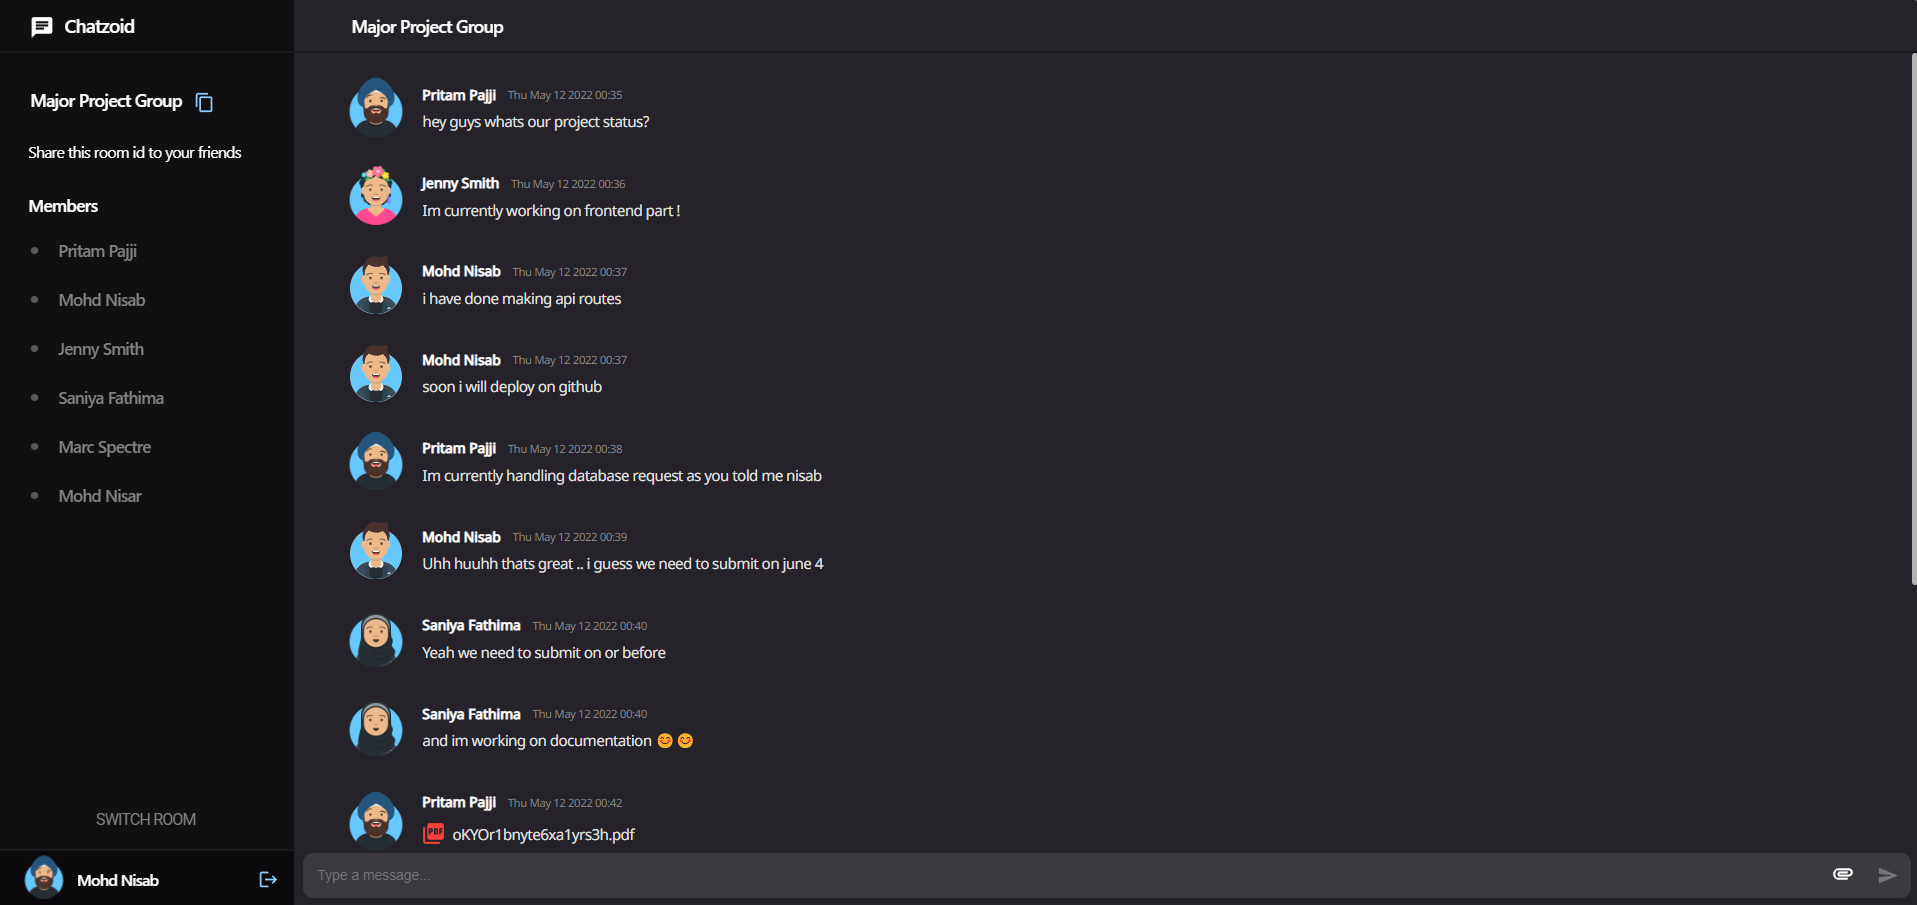 Chatzoid
Major Project Group
Share this room id to your friends
Members
Pritam Pajji
Mohd Nisab
Jenny Smith
Saniya Fathima
Marc Spectre
Mohd Nisar
SWITCH ROOM
Mohd Nisab
Major Project Group
Pritam Pajji Thu May 12 2022 00:35
hey guys whats our project status?
Jenny Smith Thu May 12 2022 00:36
Im currently working on frontend part !
Mohd Nisab Thu May 12 2022 00:37
i have done making api routes
Mohd Nisab Thu May 12 2022 00:37
soon i will deploy on github
Pritam Pajji Thu May 12 2022 00:38
Im currently handling database request as you told me nisab
Mohd Nisab Thu May 12 2022 00:39
Uhh huuhh thats great .. i guess we need to submit on june 4
Saniya Fathima Thu May 12 2022 00:40
Yeah we need to submit on or before
Saniya Fathima Thu May 12 2022 00:40
and im working on documentation 😊 😊
Pritam Pajji Thu May 12 2022 00:42
PDF oKYOr1bnyte6xa1yrs3h.pdf
Type a message...